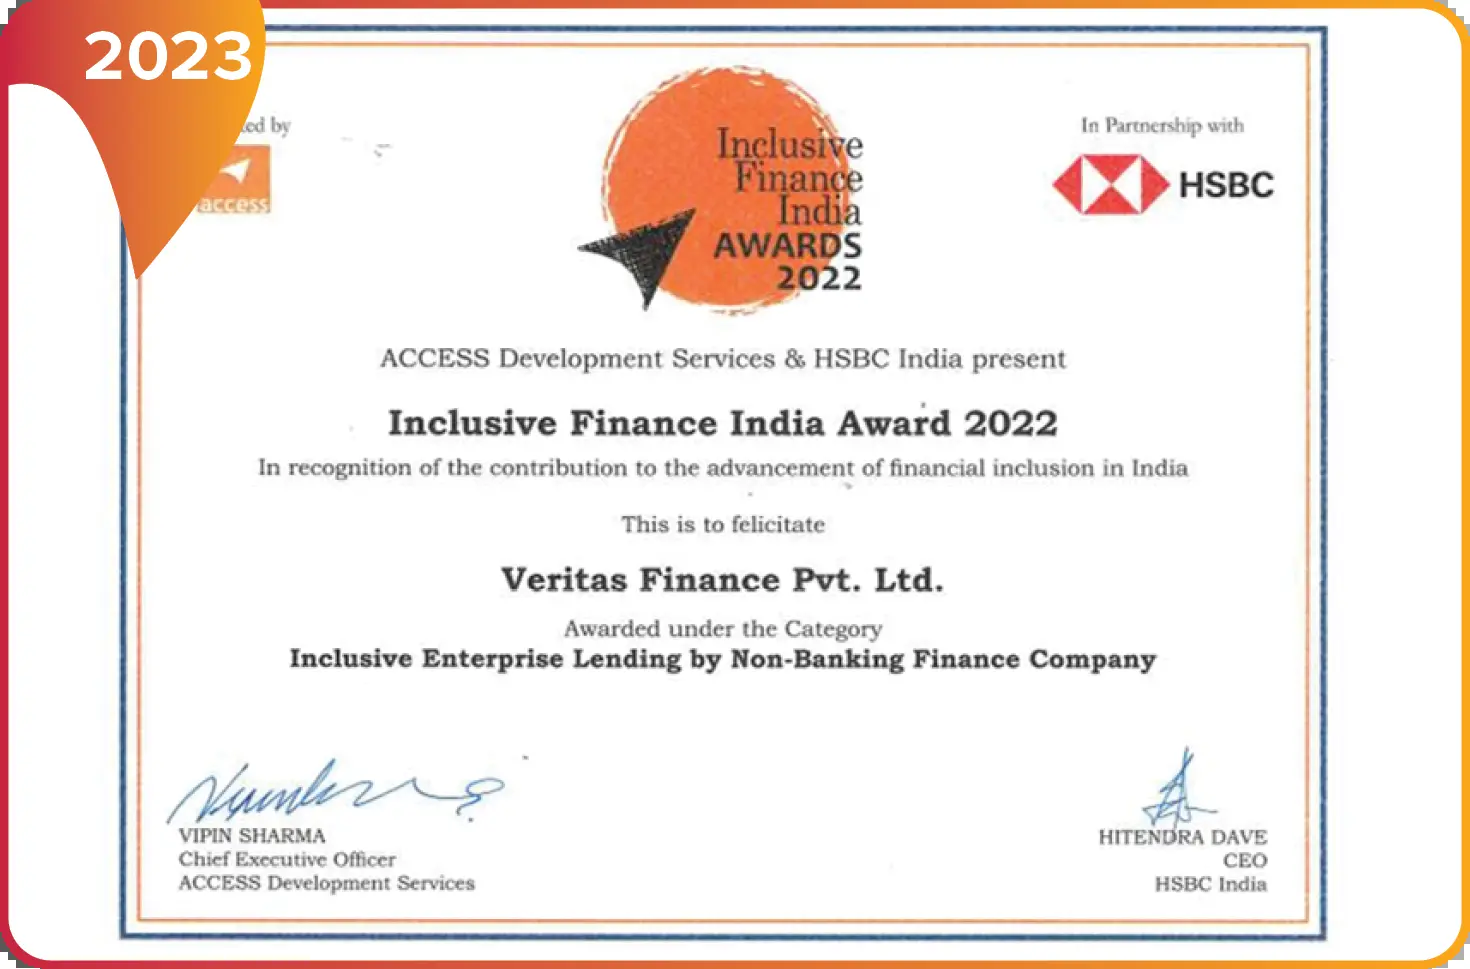 2023
by
access
In Partnership with
HSBC
Inclusive
Finance
India
AWARDS
2022
ACCESS Development Services & HSBC India present
Inclusive Finance India Award 2022
In recognition of the contribution to the advancement of financial inclusion in India
This is to felicitate
Veritas Finance Pvt. Ltd.
Awarded under the Category
Inclusive Enterprise Lending by Non-Banking Finance Company
VIPIN SHARMA
Chief Executive Officer
ACCESS Development Services
HITENDRA DAVE
CEO
HSBC India